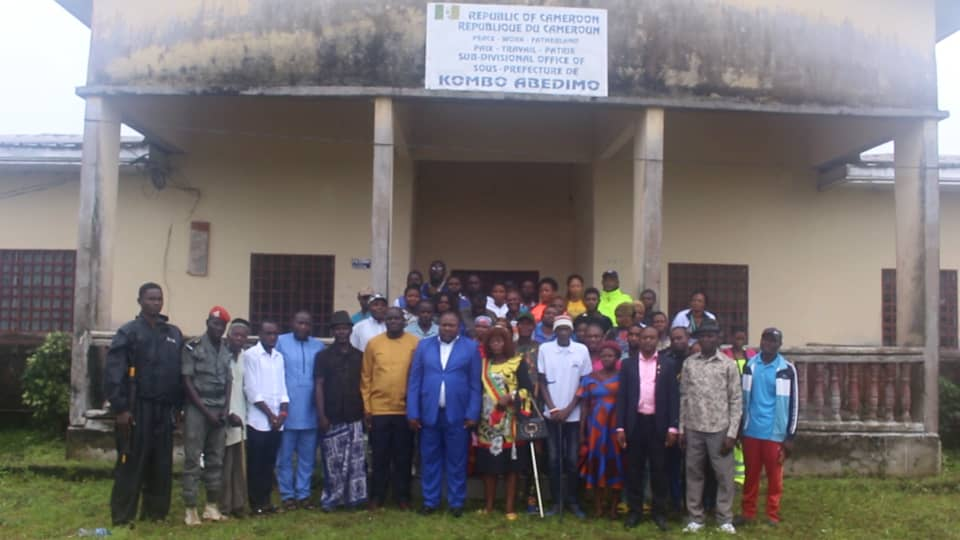 REPUBLIC OF CAMEROON
REPUBLIQUE DU CAMEROUN
PEACE - WORK - FATHERLAND
PAIX - TRAVAIL - PATRIE
SUB-DIVISIONAL OFFICE OF
SOUS - PREFECTURE DE
KOMBO ABEDIMO